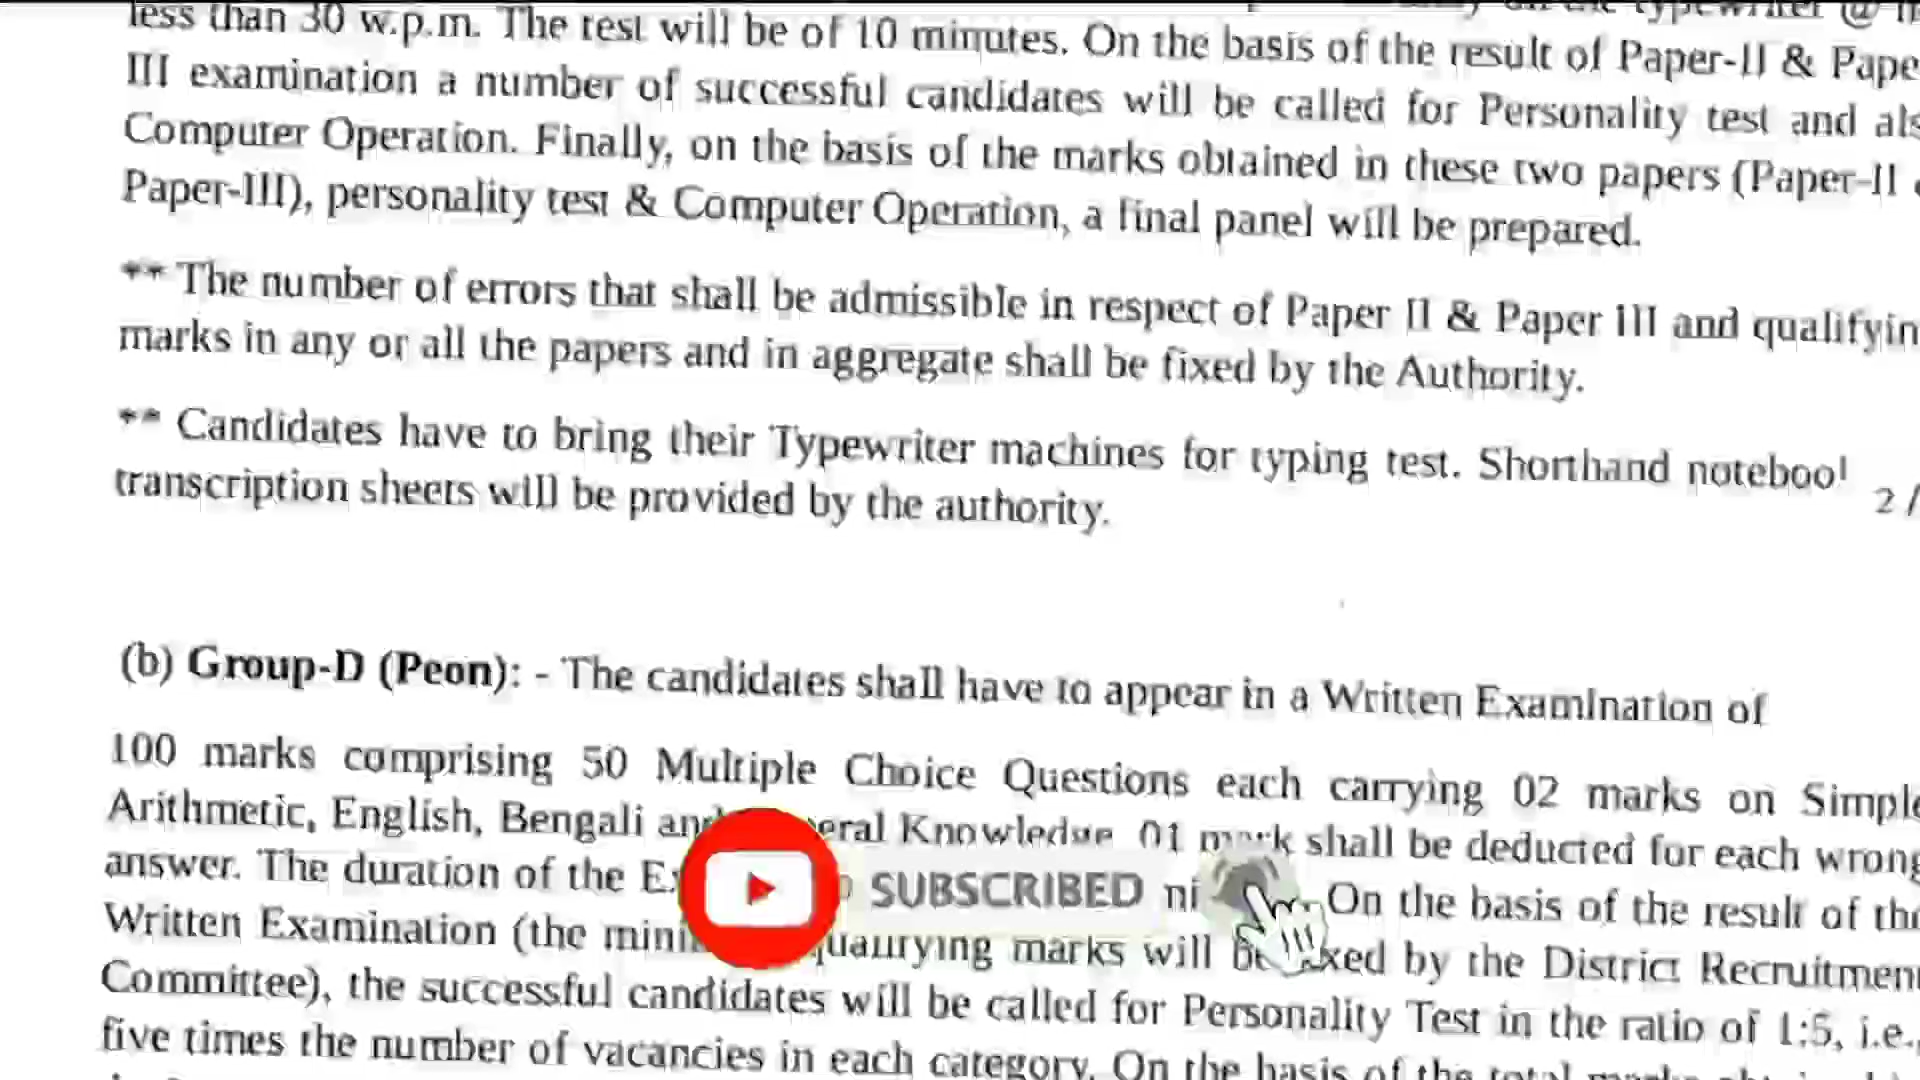 less than 30 w.p.m. The test will be of 10 minutes. On the basis of the result of Paper-II & Pape
III examination a number of successful candidates will be called for Personality test and als
Computer Operation. Finally, on the basis of the marks obtained in these two papers (Paper-II
Paper-III), personality test & Computer Operation, a final panel will be prepared.
** The number of errors that shall be admissible in respect of Paper II & Paper III and qualifyin
marks in any or all the papers and in aggregate shall be fixed by the Authority.
** Candidates have to bring their Typewriter machines for typing test. Shorthand noteboo
transcription sheets will be provided by the authority.
2 /
(b) Group-D (Peon): - The candidates shall have to appear in a Written Examination of
100 marks comprising 50 Multiple Choice Questions each carrying 02 marks on Simple
Arithmetic, English, Bengali and eral Knowledge. 01 mark shall be deducted for each wrong
answer. The duration of the E ni On the basis of the result of the
SUBSCRIBED
Written Examination (the mini qualifying marks will be fixed by the District Recruitment
Committee), the successful candidates will be called for Personality Test in the ratio of 1:5, i.e.,
five times the number of vacancies in each category. On the basis of the total marks